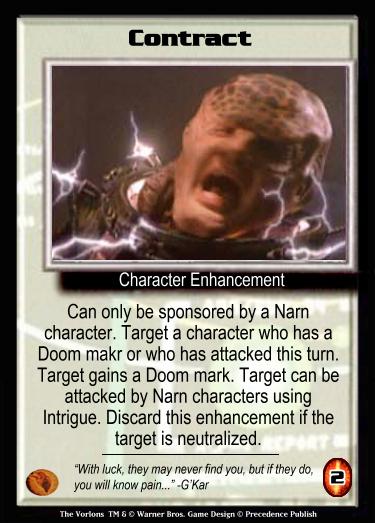 Contract
Character Enhancement
Can only be sponsored by a Narn
character. Target a character who has a
Doom makr or who has attacked this turn.
Target gains a Doom mark. Target can be
attacked by Narn characters using
Intrigue. Discard this enhancement if the
target is neutralized.
"With luck, they may never find you, but if they do,
you will know pain..." -G'Kar
2
The Vorlons TM & © Warner Bros. Game Design © Precedence Publish